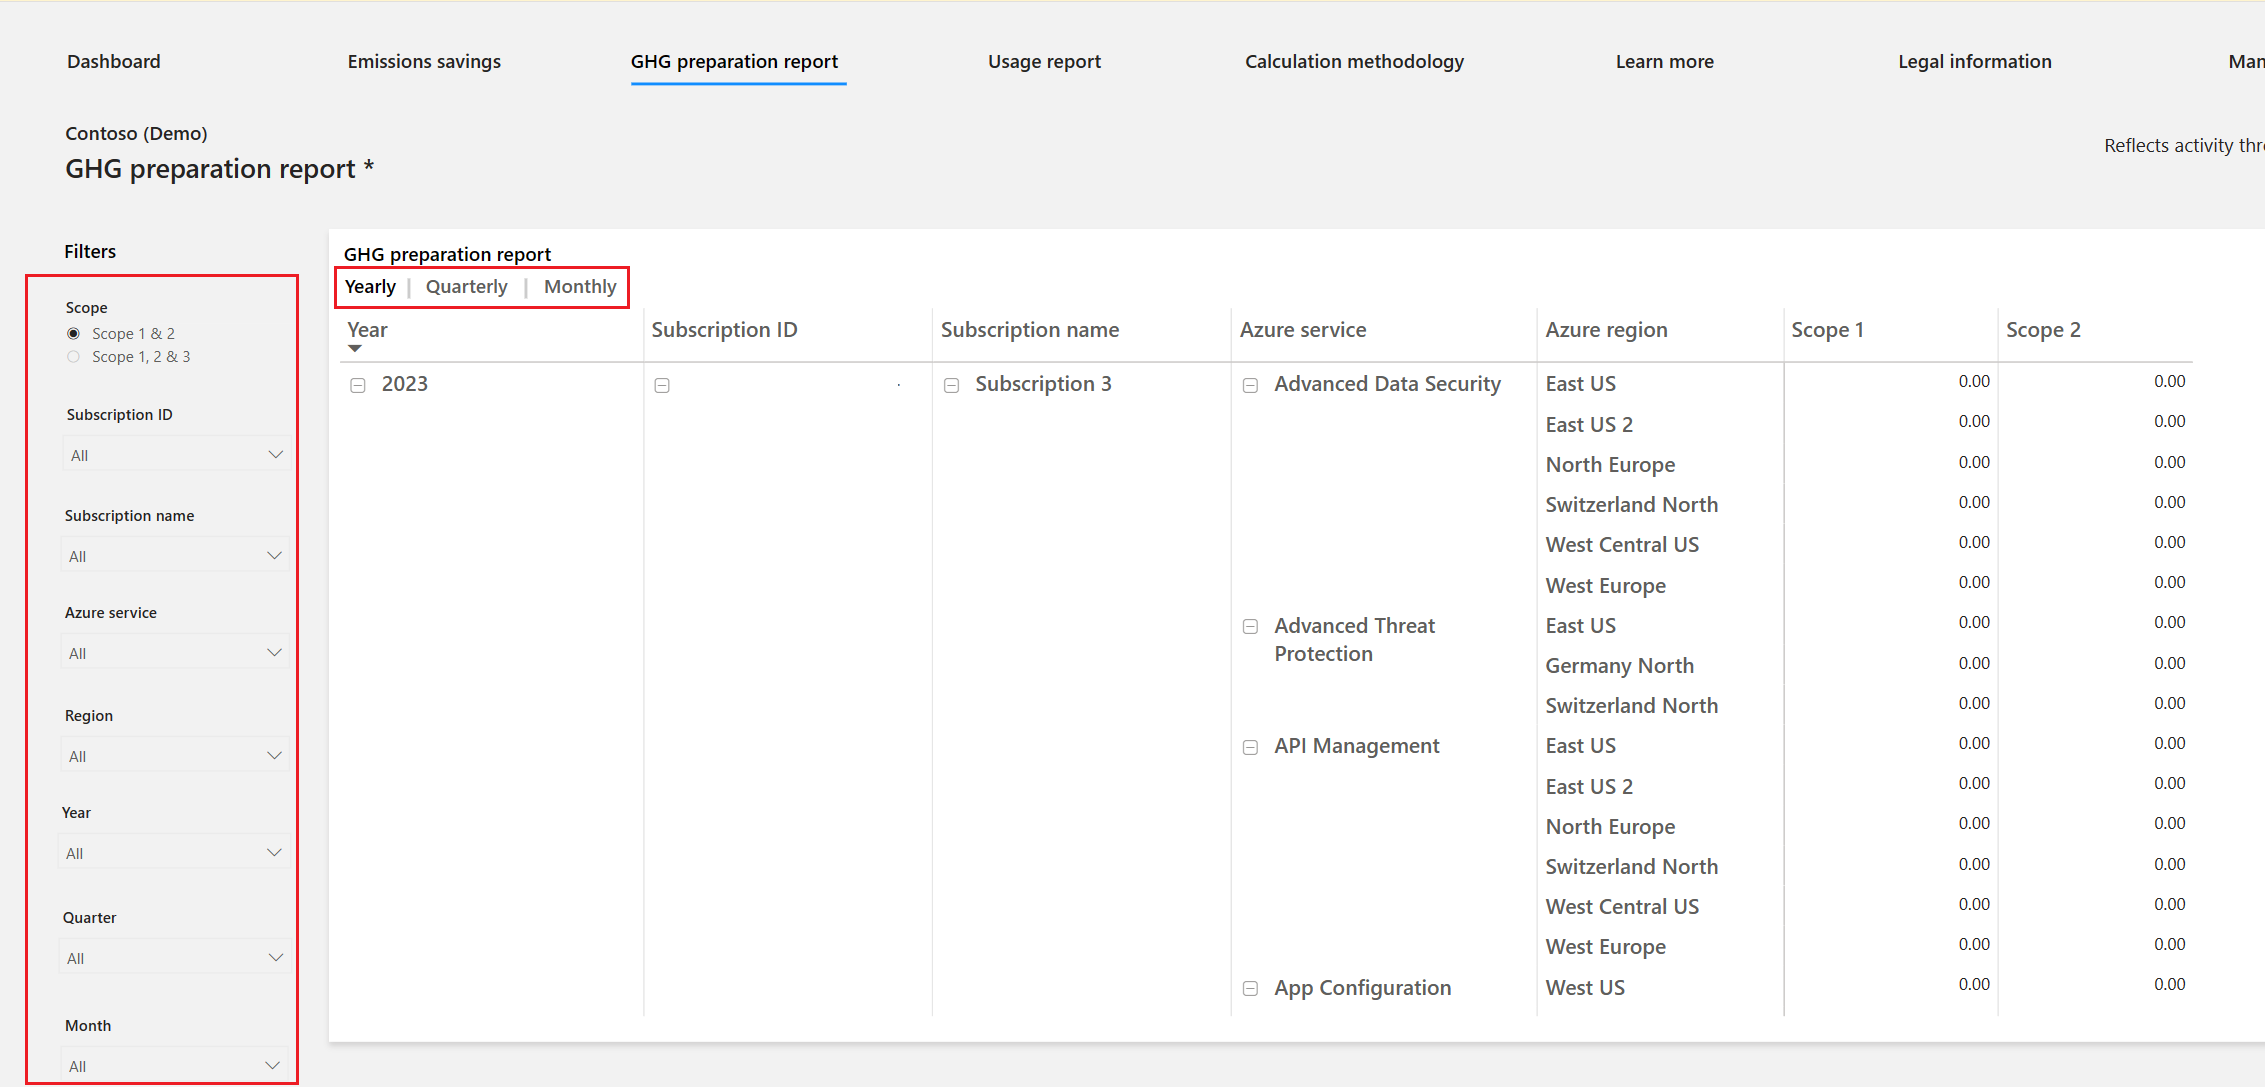 Dashboard Emissions savings GHG preparation report Usage report Calculation methodology Learn more Legal information
Contoso (Demo)
GHG preparation report *
Reflects activity
Filters
Scope
Scope 1 & 2
Scope 1, 2 & 3
Subscription ID
All
Subscription name
All
Azure service
All
Region
All
Year
All
Quarter
All
Month
All
GHG preparation report
Yearly | Quarterly | Monthly
Year Subscription ID Subscription name Azure service Azure region Scope 1 Scope 2
2023 Subscription 3 Advanced Data Security East US 0.00 0.00
East US 2 0.00 0.00
North Europe 0.00 0.00
Switzerland North 0.00 0.00
West Central US 0.00 0.00
West Europe 0.00 0.00
Advanced Threat East US 0.00 0.00
Protection
Germany North 0.00 0.00
Switzerland North 0.00 0.00
API Management East US 0.00 0.00
East US 2 0.00 0.00
North Europe 0.00 0.00
Switzerland North 0.00 0.00
West Central US 0.00 0.00
West Europe 0.00 0.00
App Configuration West US 0.00 0.00